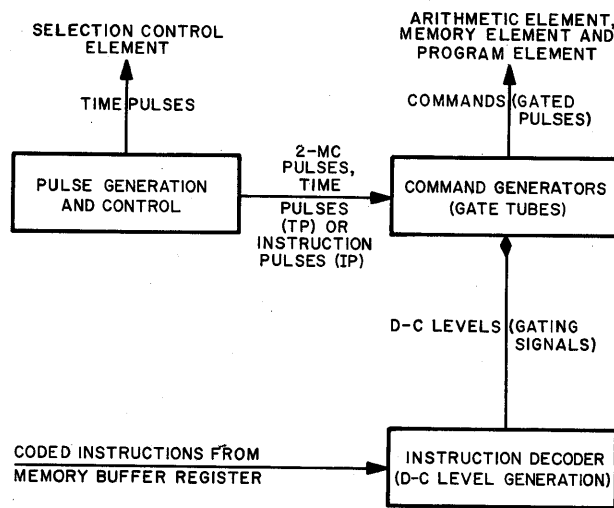 SELECTION CONTROL
ELEMENT
TIME PULSES
ARITHMETIC ELEMENT,
MEMORY ELEMENT AND
PROGRAM ELEMENT
COMMANDS (GATED
PULSES)
PULSE GENERATION
AND CONTROL
2-MC
PULSES,
TIME
PULSES
(TP) OR
INSTRUCTION
PULSES (IP)
COMMAND GENERATORS
(GATE TUBES)
D-C LEVELS (GATING
SIGNALS)
CODED INSTRUCTIONS FROM
MEMORY BUFFER REGISTER
INSTRUCTION DECODER
(D-C LEVEL GENERATION)